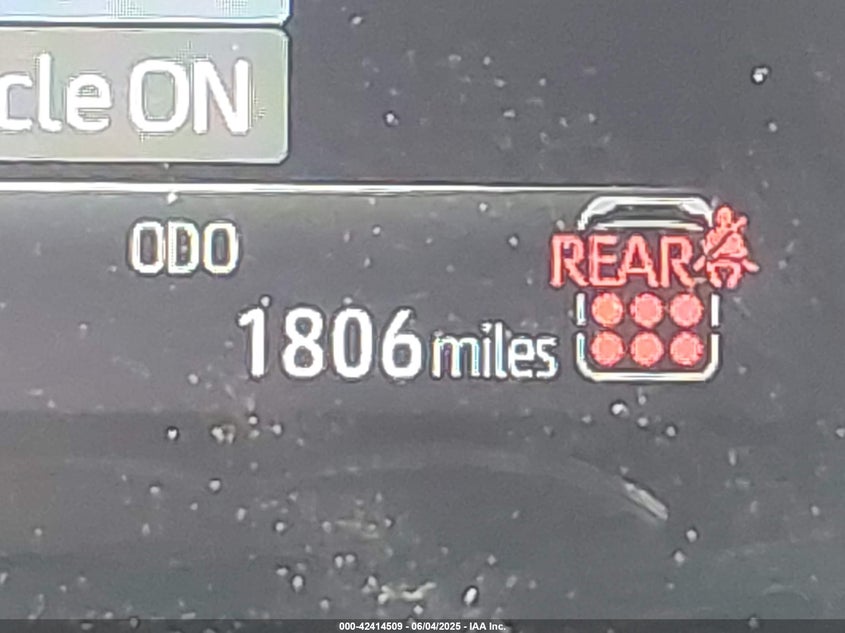 cle ON
ODO
REAR
1806 miles
000-42414509 - 06/04/2025 - IAA Inc.